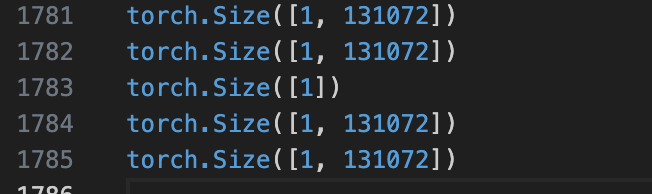 1781 torch.Size([1, 131072])
1782 torch.Size([1, 131072])
1783 torch.Size([1])
1784 torch.Size([1, 131072])
1785 torch.Size([1, 131072])
1786